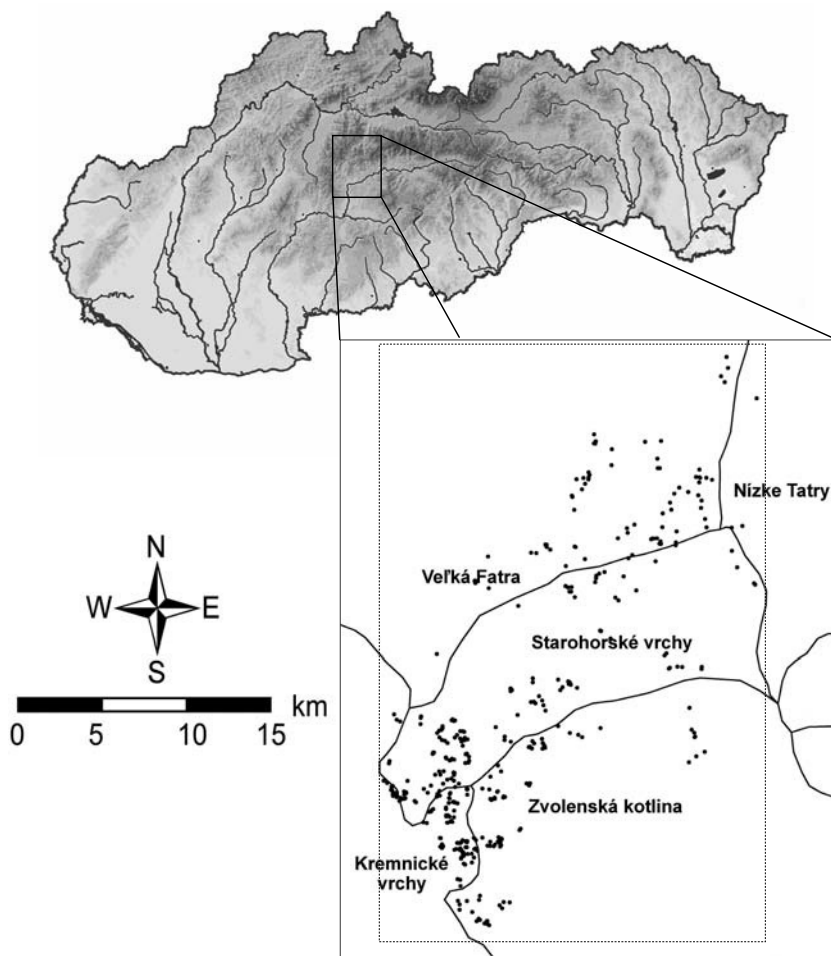 Nízke Tatry
Veľká Fatra
Starohorské vrchy
Zvolenská kotlina
Kremnické
vrchy
N
W E
S
km
0 5 10 15